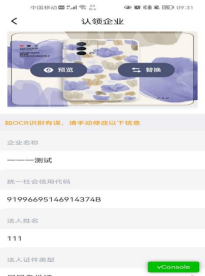 中国移动
09:31
认领企业
预览
替换
如OCR识别有误，请手动修改以下信息
企业名称
一一一测试
统一社会信用代码
91996695146914374B
法人姓名
111
法人证件类型
vConsole